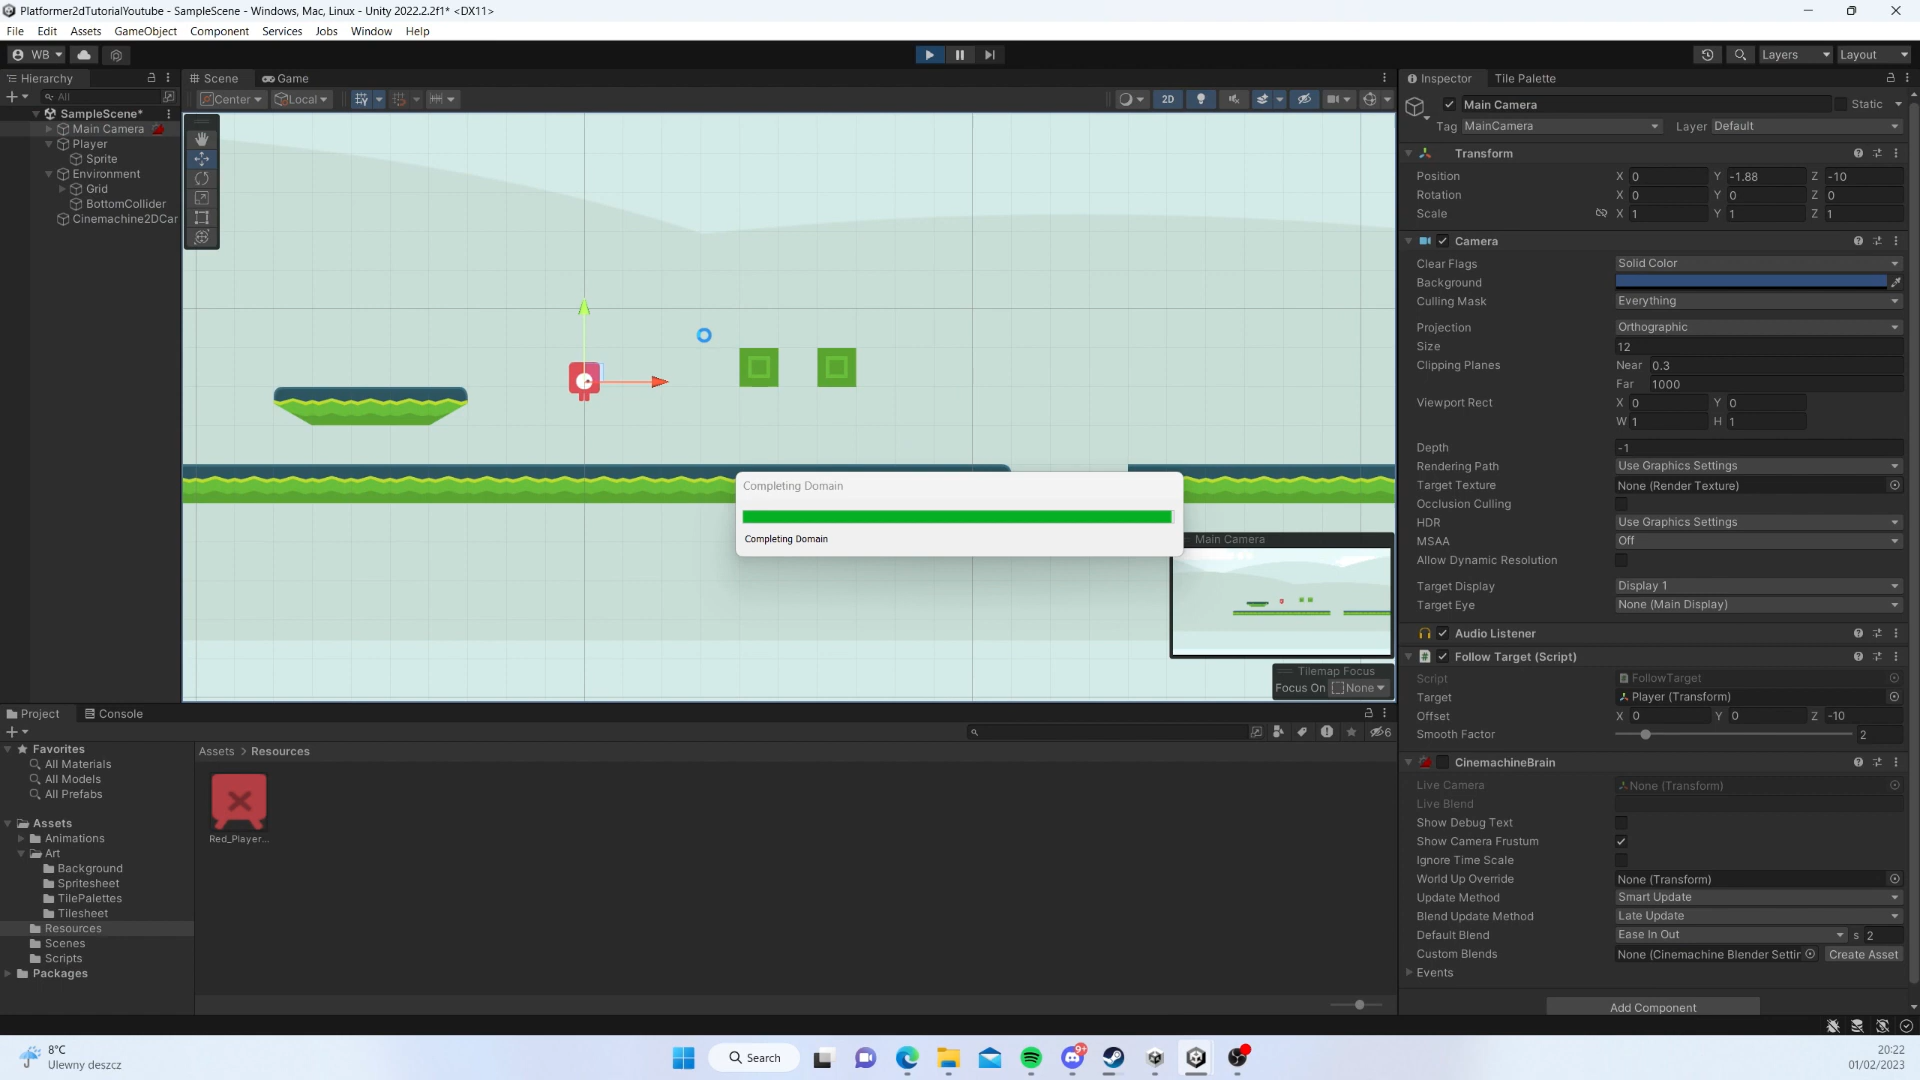 Platformer2dTutorialYoutube - SampleScene - Windows, Mac, Linux - Unity 2022.2.2f1* <DX11>
File Edit Assets GameObject Component Services Jobs Window Help
WB Layers Layout
Hierarchy
All
SampleScene*
Main Camera
Player
Sprite
Environment
Grid
BottomCollider
Cinemachine2DCar
Scene Game
Center Local 2D
Completing Domain
Completing Domain
Main Camera
Tilemap Focus
Focus On None
Inspector Tile Palette
Main Camera Static
Tag MainCamera Layer Default
Transform
Position X 0 Y -1.88 Z -10
Rotation X 0 Y 0 Z 0
Scale X 1 Y 1 Z 1
Camera
Clear Flags Solid Color
Background
Culling Mask Everything
Projection Orthographic
Size 12
Clipping Planes Near 0.3
Far 1000
Viewport Rect X 0 Y 0
W 1 H 1
Depth -1
Rendering Path Use Graphics Settings
Target Texture None (Render Texture)
Occlusion Culling
HDR Use Graphics Settings
MSAA Off
Allow Dynamic Resolution
Target Display Display 1
Target Eye None (Main Display)
Audio Listener
Follow Target (Script)
Script FollowTarget
Target Player (Transform)
Offset X 0 Y 0 Z -10
Smooth Factor 2
CinemachineBrain
Live Camera None (Transform)
Live Blend
Show Debug Text
Show Camera Frustum
Ignore Time Scale
World Up Override None (Transform)
Update Method Smart Update
Blend Update Method Late Update
Default Blend Ease In Out s 2
Custom Blends None (Cinemachine Blender Settir Create Asset
Events
Add Component
Project Console
6
Favorites
All Materials
All Models
All Prefabs
Assets
Animations
Art
Background
Spritesheet
TilePalettes
Tilesheet
Resources
Scenes
Scripts
Packages
Assets > Resources
Red_Player...
8°C
Ulewny deszcz
Search
9+
20:22
01/02/2023